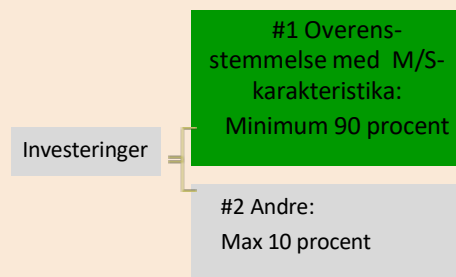 #1 Overens-
stemmelse med M/S-
karakteristika:
Minimum 90 procent
Investeringer
#2 Andre:
Max 10 procent